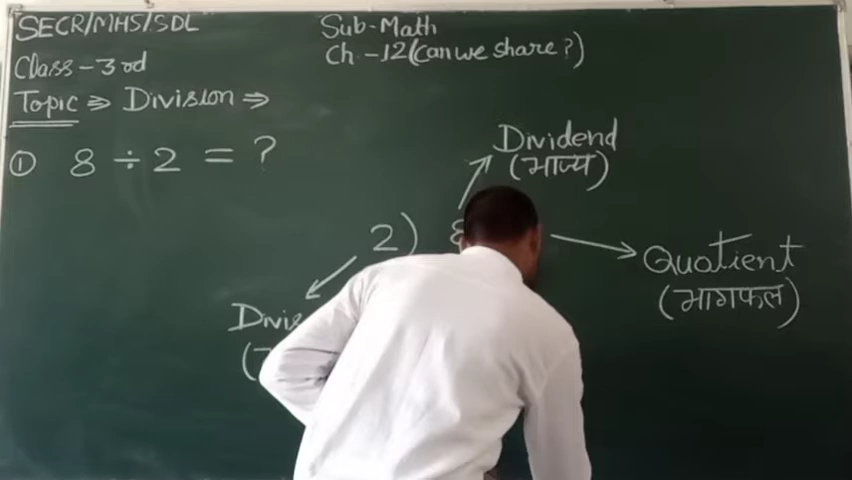 SECR/MHS/SDL
Sub-Math
Class-3rd
Ch-12(Can we share?)
Topic ⇒ Division ⇒
① 8 ÷ 2 = ?
Dividend
(भाज्य)
2)
Quotient
(भागफल)